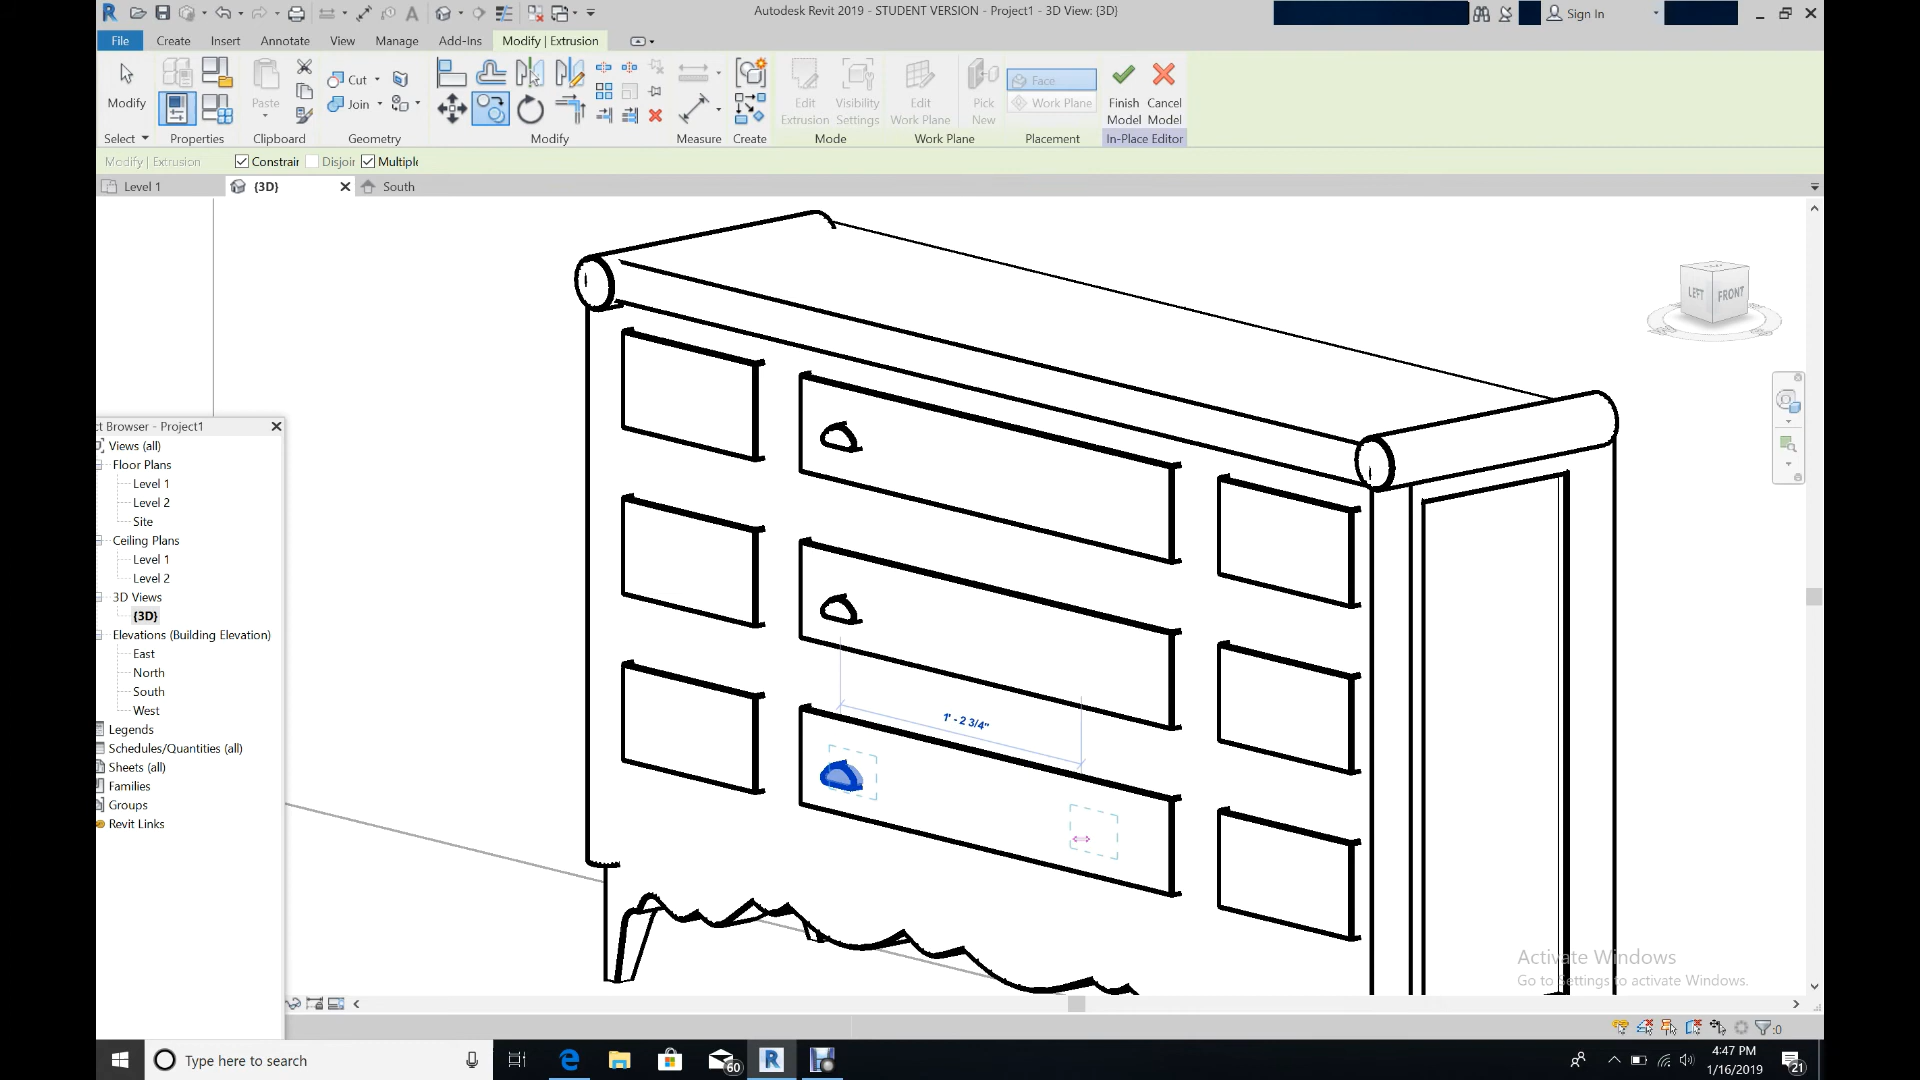 Autodesk Revit 2019 - STUDENT VERSION - Project1 - 3D View: {3D}
Sign In
File Create Insert Annotate View Manage Add-Ins Modify | Extrusion
Modify
Paste
Cut
Join
Edit Extrusion
Visibility Settings
Edit Work Plane
Pick New
Face
Work Plane
Finish Model
Cancel Model
Select Properties Clipboard Geometry Modify Measure Create Mode Work Plane Placement In-Place Editor
Modify | Extrusion Constrair Disjoir Multiple
Level 1
{3D}
South
LEFT FRONT
ct Browser - Project1
Views (all)
Floor Plans
Level 1
Level 2
Site
Ceiling Plans
Level 1
Level 2
3D Views
{3D}
Elevations (Building Elevation)
East
North
South
West
Legends
Schedules/Quantities (all)
Sheets (all)
Families
Groups
Revit Links
1' - 2 3/4"
Activate Windows
Go to Settings to activate Windows.
:0
Type here to search
60
4:47 PM
1/16/2019
21